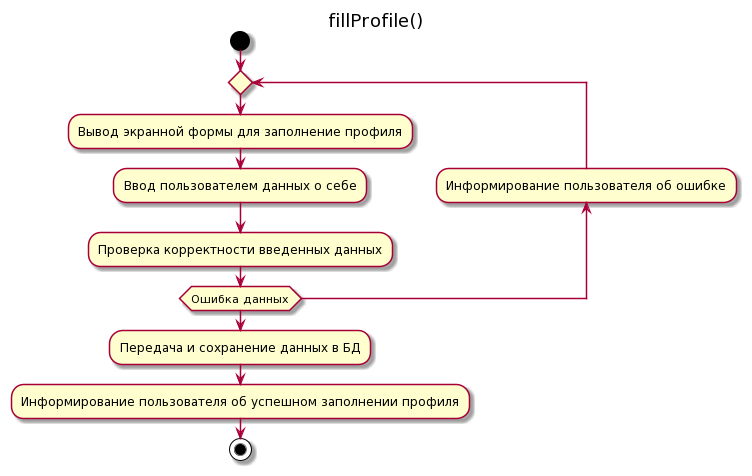 fillProfile()
Вывод экранной формы для заполнение профиля
Ввод пользователем данных о себе
Информирование пользователя об ошибке
Проверка корректности введенных данных
Ошибка данных
Передача и сохранение данных в БД
Информирование пользователя об успешном заполнении профиля